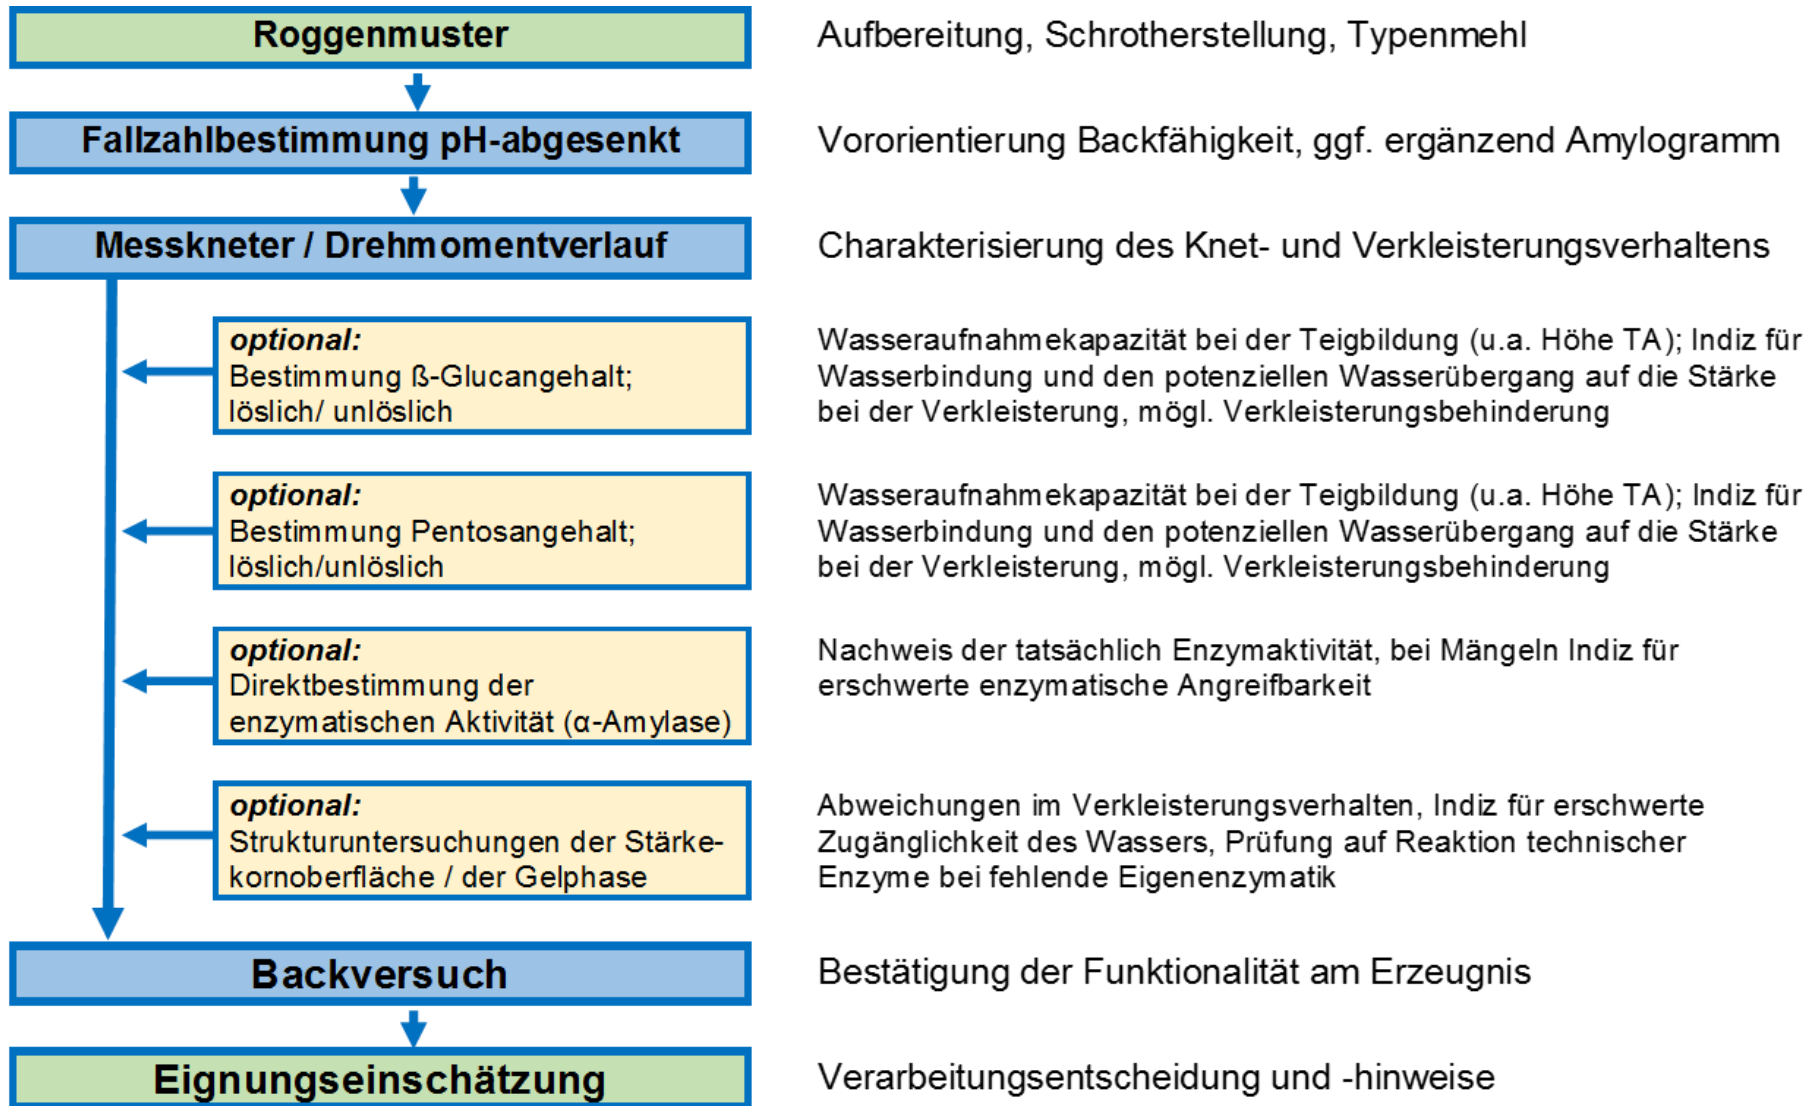 Roggenmuster
Aufbereitung, Schrotherstellung, Typenmehl
Fallzahlbestimmung pH-abgesenkt
Vororientierung Backfähigkeit, ggf. ergänzend Amylogramm
Messkneter / Drehmomentverlauf
Charakterisierung des Knet- und Verkleisterungsverhaltens
optional:
Bestimmung ß-Glucangehalt;
löslich/ unlöslich
Wasseraufnahmekapazität bei der Teigbildung (u.a. Höhe TA); Indiz für
Wasserbindung und den potenziellen Wasserübergang auf die Stärke
bei der Verkleisterung, mögl. Verkleisterungsbehinderung
optional:
Bestimmung Pentosangehalt;
löslich/unlöslich
Wasseraufnahmekapazität bei der Teigbildung (u.a. Höhe TA); Indiz für
Wasserbindung und den potenziellen Wasserübergang auf die Stärke
bei der Verkleisterung, mögl. Verkleisterungsbehinderung
optional:
Direktbestimmung der
enzymatischen Aktivität (α-Amylase)
Nachweis der tatsächlich Enzymaktivität, bei Mängeln Indiz für
erschwerte enzymatische Angreifbarkeit
optional:
Strukturuntersuchungen der Stärke-
kornoberfläche / der Gelphase
Abweichungen im Verkleisterungsverhalten, Indiz für erschwerte
Zugänglichkeit des Wassers, Prüfung auf Reaktion technischer
Enzyme bei fehlende Eigenenzymatik
Backversuch
Bestätigung der Funktionalität am Erzeugnis
Eignungseinschätzung
Verarbeitungsentscheidung und -hinweise